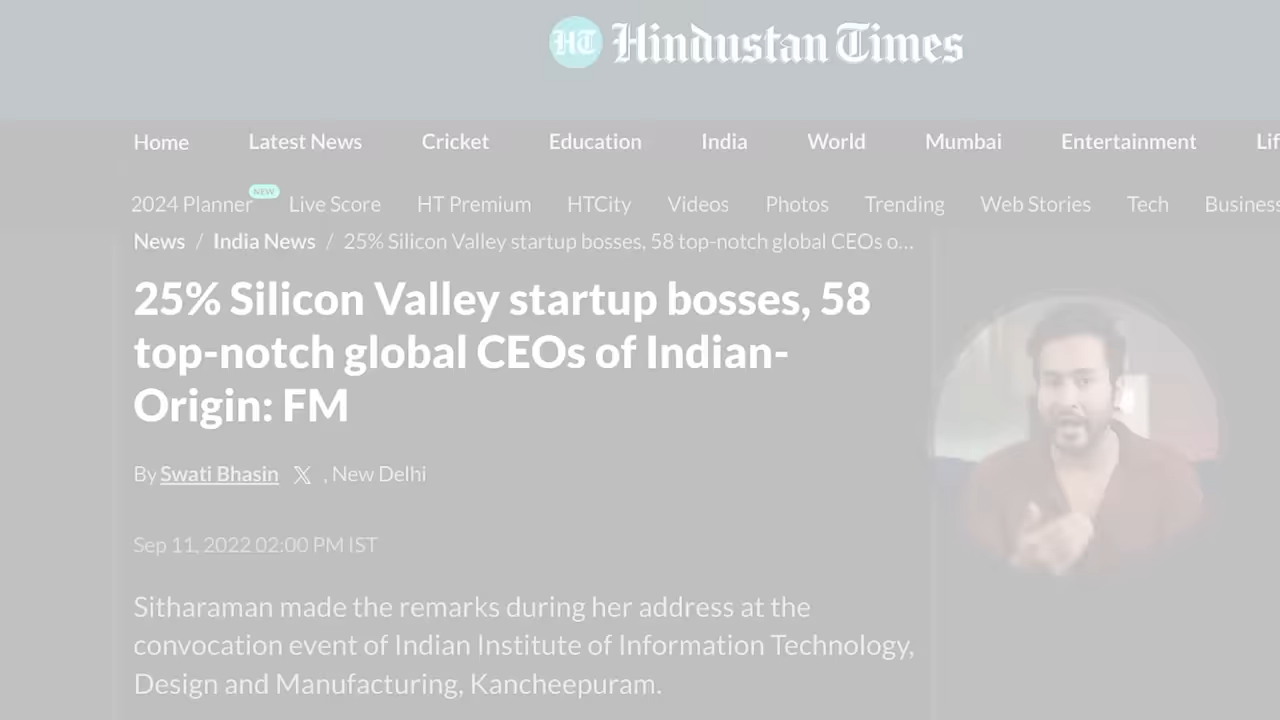 HT Hindustan Times
Home Latest News Cricket Education India World Mumbai Entertainment Lif
NEW
2024 Planner Live Score HT Premium HTCity Videos Photos Trending Web Stories Tech Business
News / India News / 25% Silicon Valley startup bosses, 58 top-notch global CEOs o...
25% Silicon Valley startup bosses, 58
top-notch global CEOs of Indian-
Origin: FM
By Swati Bhasin X , New Delhi
Sep 11, 2022 02:00 PM IST
Sitharaman made the remarks during her address at the
convocation event of Indian Institute of Information Technology,
Design and Manufacturing, Kancheepuram.